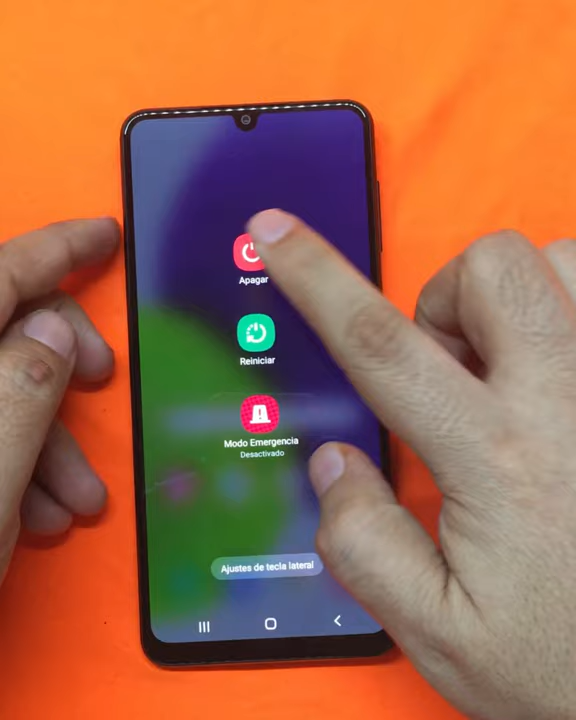 Apagar
Reiniciar
Modo Emergencia
Desactivado
Ajustes de tecla lateral